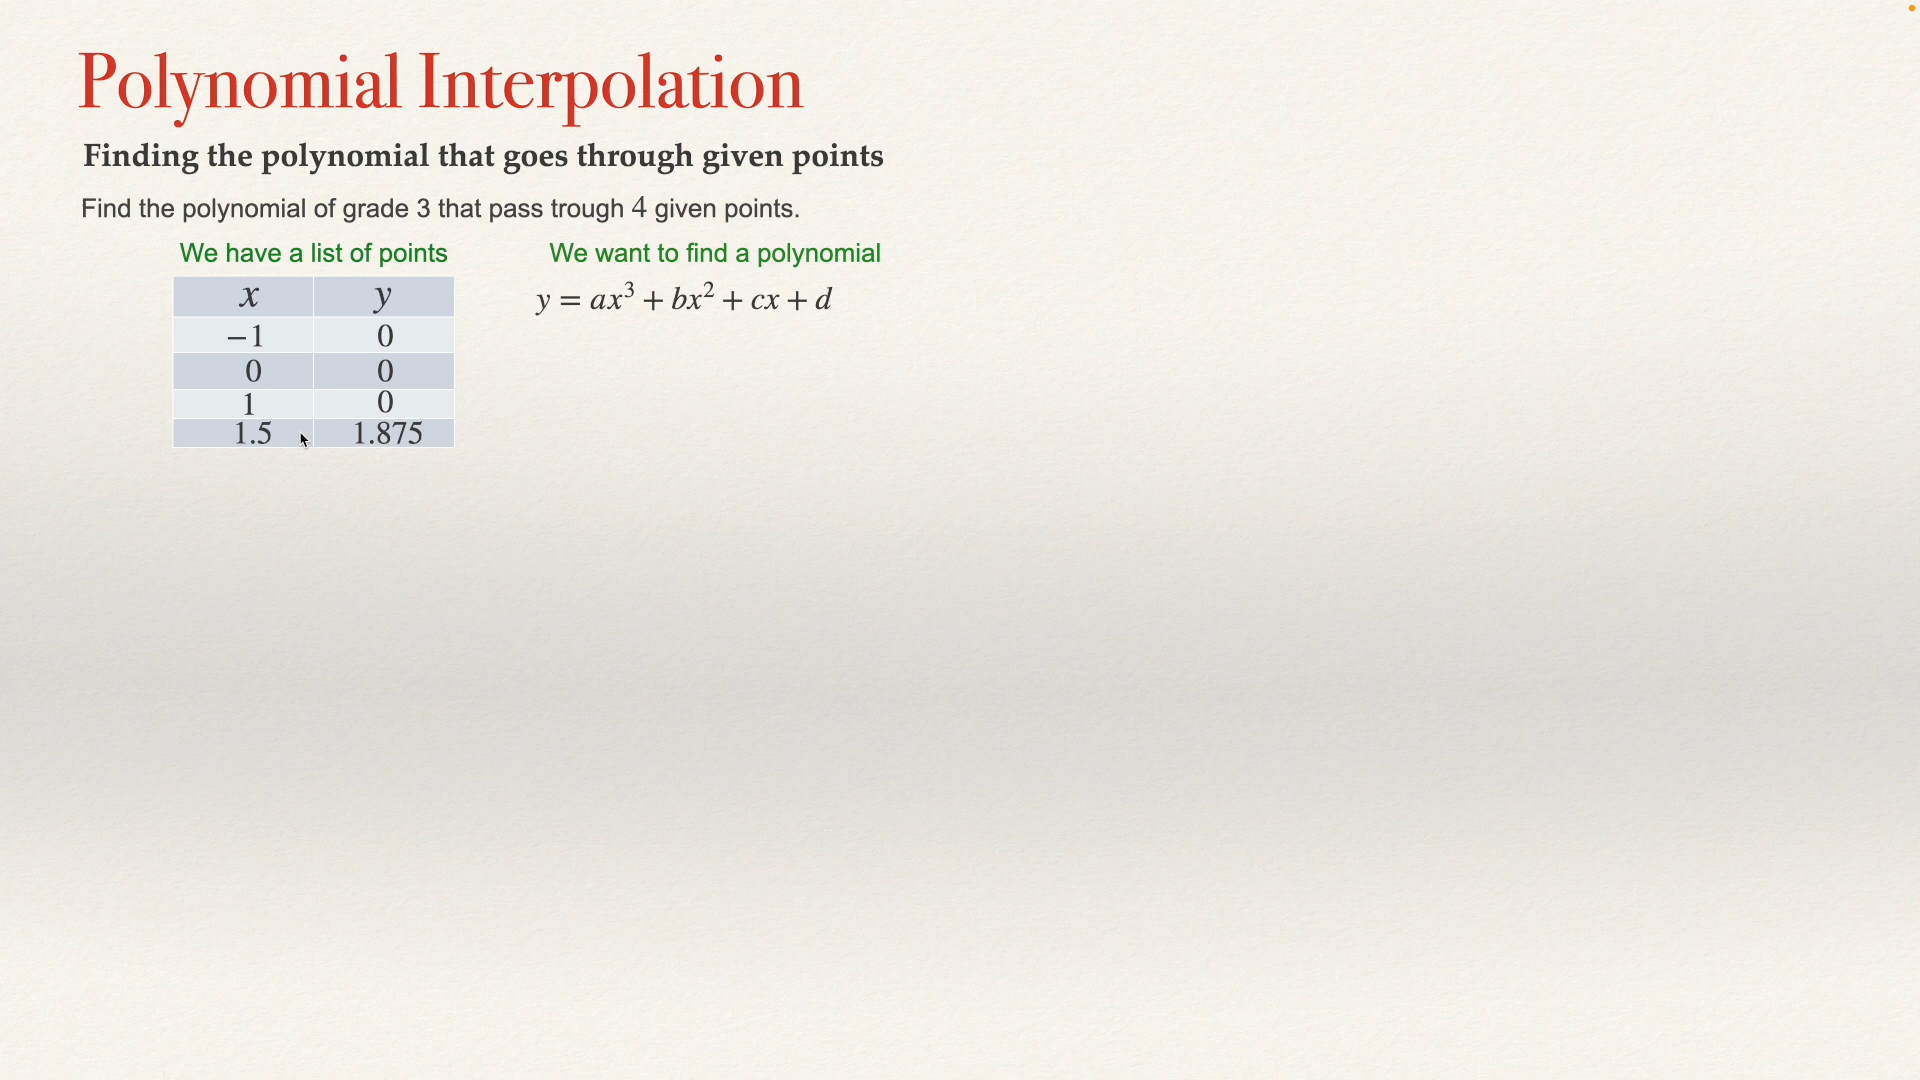 Polynomial Interpolation
Finding the polynomial that goes through given points
Find the polynomial of grade 3 that pass trough 4 given points.
We have a list of points
x y
−1 0
0 0
1 0
1.5 1.875
We want to find a polynomial
y = ax³ + bx² + cx + d